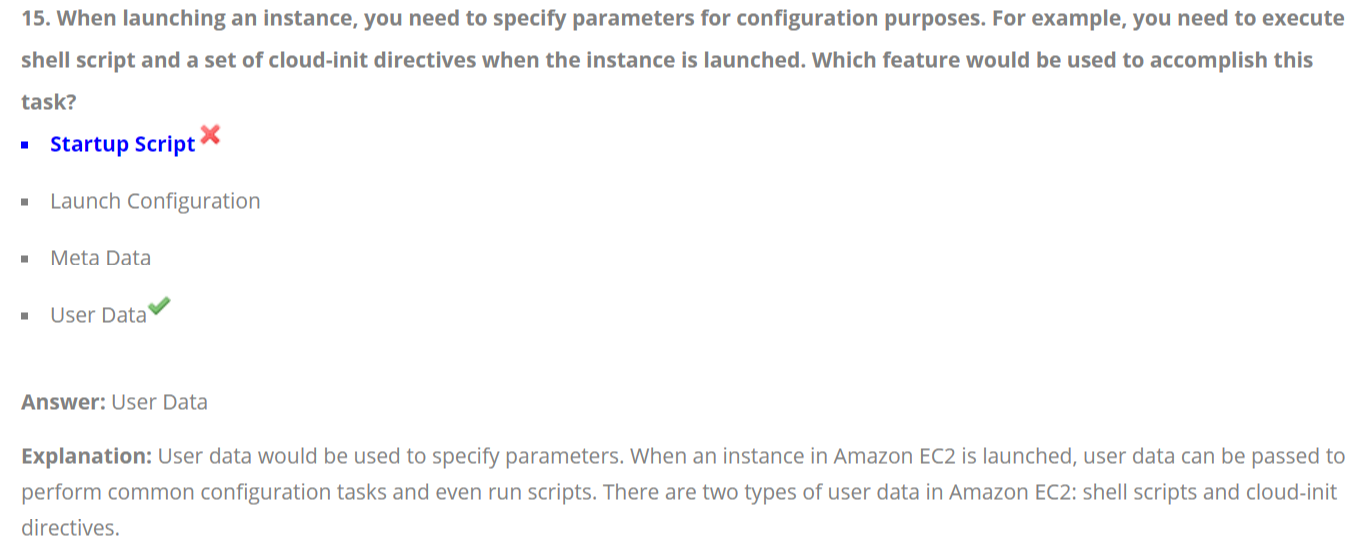 15. When launching an instance, you need to specify parameters for configuration purposes. For example, you need to execute
shell script and a set of cloud-init directives when the instance is launched. Which feature would be used to accomplish this
task?
Startup Script
Launch Configuration
Meta Data
User Data
Answer: User Data
Explanation: User data would be used to specify parameters. When an instance in Amazon EC2 is launched, user data can be passed to
perform common configuration tasks and even run scripts. There are two types of user data in Amazon EC2: shell scripts and cloud-init
directives.